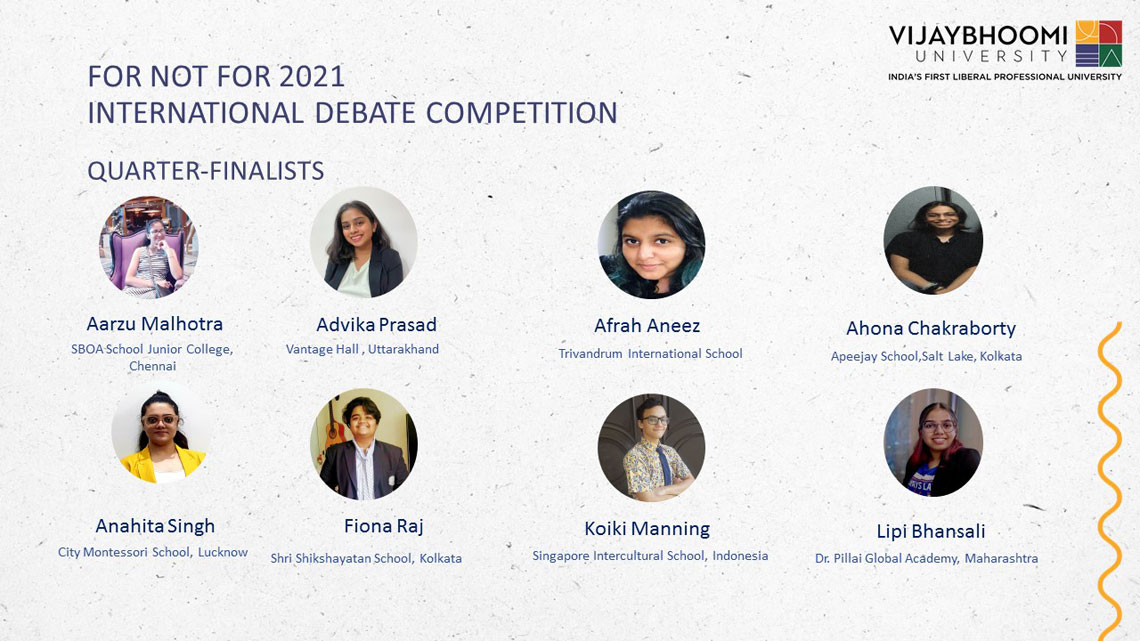 VIJAYBHOOMI
UNIVERSITY
INDIA'S FIRST LIBERAL PROFESSIONAL UNIVERSITY
FOR NOT FOR 2021
INTERNATIONAL DEBATE COMPETITION
QUARTER-FINALISTS
Aarzu Malhotra
SBOA School Junior College,
Chennai
Advika Prasad
Vantage Hall , Uttarakhand
Afrah Aneez
Trivandrum International School
Ahona Chakraborty
Apeejay School,Salt Lake, Kolkata
Anahita Singh
City Montessori School, Lucknow
Fiona Raj
Shri Shikshayatan School, Kolkata
Koiki Manning
Singapore Intercultural School, Indonesia
Lipi Bhansali
Dr. Pillai Global Academy, Maharashtra